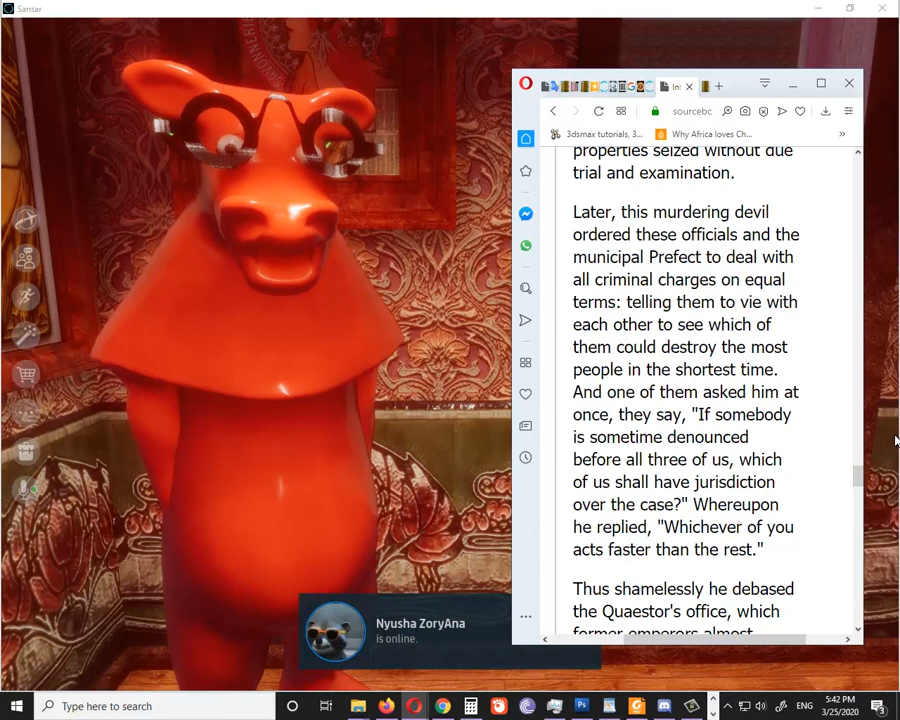 Sansar
In
sourcebc
3dsmax tutorials, 3...
Why Africa loves Ch...
»
properties seized without due
trial and examination.
Later, this murdering devil
ordered these officials and the
municipal Prefect to deal with
all criminal charges on equal
terms: telling them to vie with
each other to see which of
them could destroy the most
people in the shortest time.
And one of them asked him at
once, they say, "If somebody
is sometime denounced
before all three of us, which
of us shall have jurisdiction
over the case?" Whereupon
he replied, "Whichever of you
acts faster than the rest."
Thus shamelessly he debased
the Quaestor's office, which
former emperors almost
Nyusha ZoryAna
is online.
Type here to search
ENG
5:42 PM
3/25/2020
3